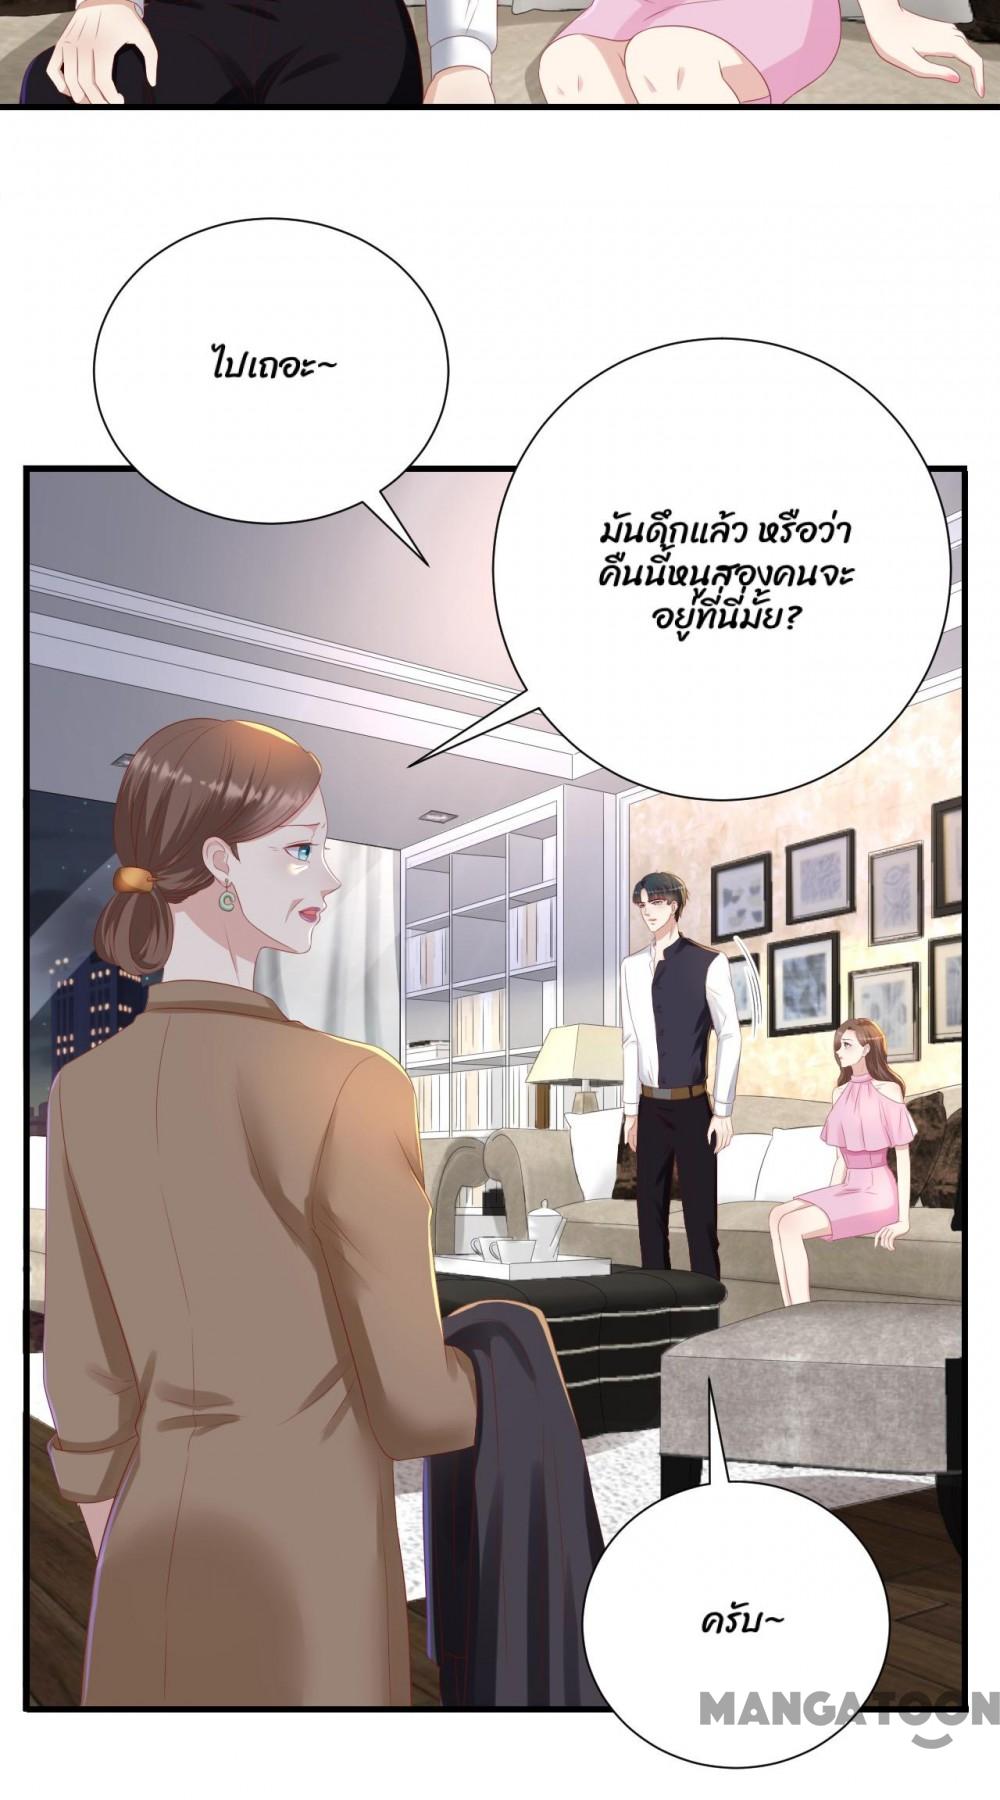 ไปเถอะ~
มันดึกแล้ว หรือว่า
คืนนี้หนูสองคนจะ
อยู่ที่นี่มั้ย?
ครับ~
MANGATOON